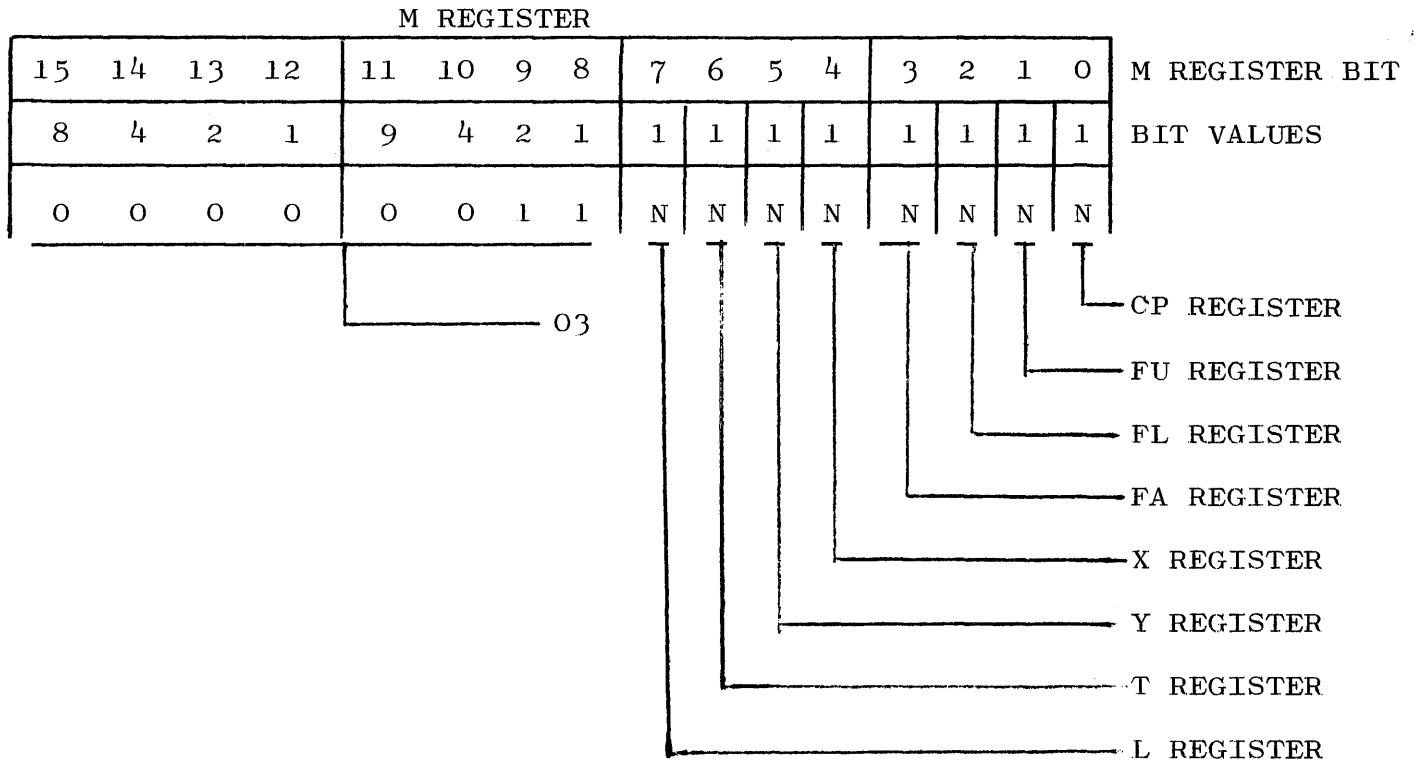 M REGISTER
15 14 13 12 11 10 9 8 7 6 5 4 3 2 1 0 M REGISTER BIT
8 4 2 1 9 4 2 1 1 1 1 1 1 1 1 1 BIT VALUES
0 0 0 0 0 0 1 1 N N N N N N N N
CP REGISTER
03
FU REGISTER
FL REGISTER
FA REGISTER
X REGISTER
Y REGISTER
T REGISTER
L REGISTER